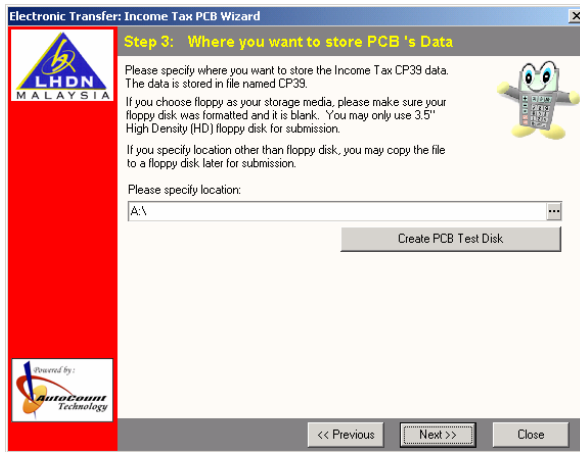 Electronic Transfer: Income Tax PCB Wizard
LHDN
MALAYSIA
Step 3: Where you want to store PCB 's Data
Please specify where you want to store the Income Tax CP39 data.
The data is stored in file named CP39.
If you choose floppy as your storage media, please make sure your
floppy disk was formatted and it is blank. You may only use 3.5"
High Density (HD) floppy disk for submission.
If you specify location other than floppy disk, you may copy the file
to a floppy disk later for submission.
Please specify location:
A:\
...
Create PCB Test Disk
Powered by:
AutoCount
Technology
<< Previous
Next >>
Close